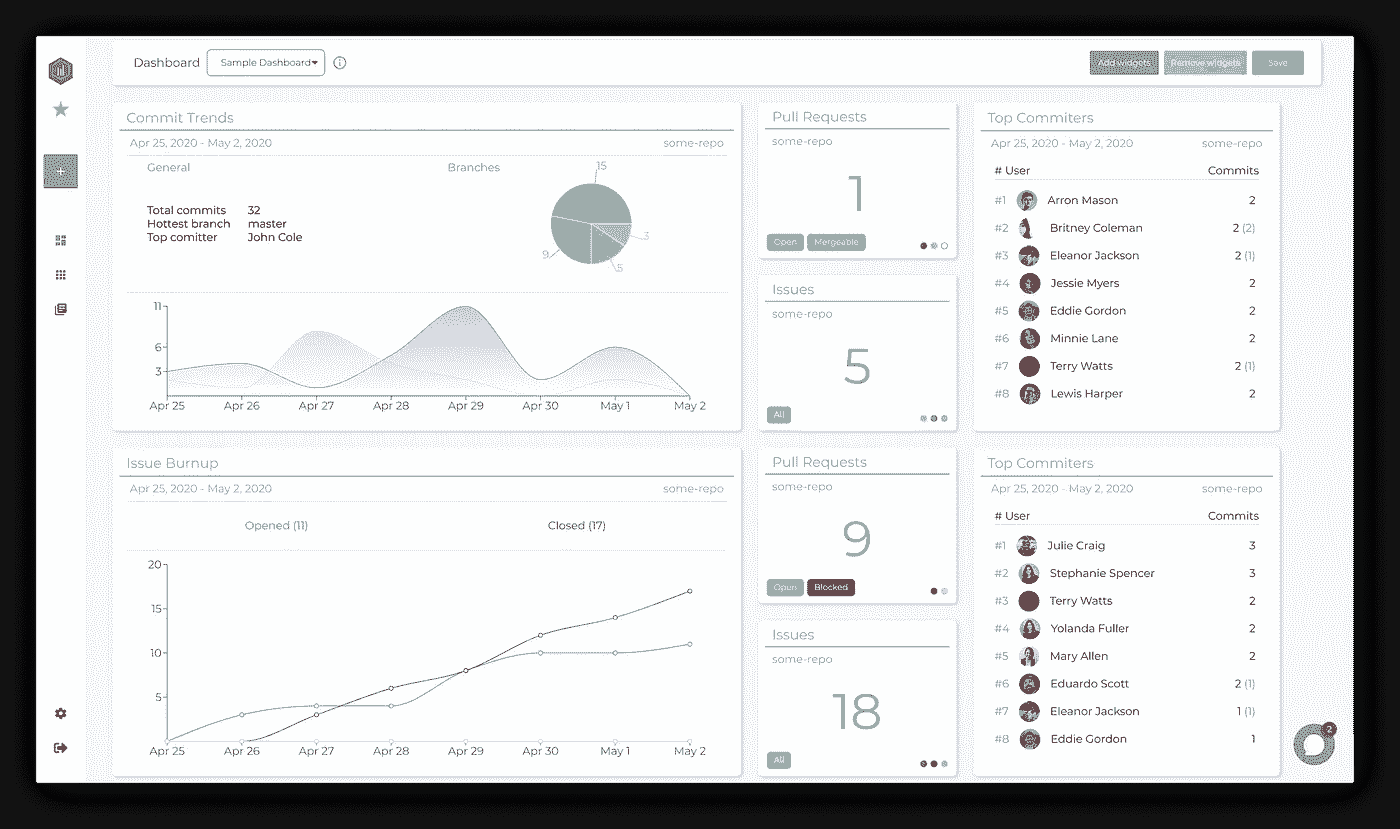 Dashboard
Sample Dashboard
Add widgets
Remove widgets
Save
Commit Trends
Apr 25, 2020 - May 2, 2020
some-repo
General
Branches
Total commits 32
Hottest branch master
Top comitter John Cole
15
3
5
9
11
6
3
Apr 25 Apr 26 Apr 27 Apr 28 Apr 29 Apr 30 May 1 May 2
Pull Requests
some-repo
1
Open Mergeable
Issues
some-repo
5
All
Top Commiters
Apr 25, 2020 - May 2, 2020 some-repo
# User Commits
#1 Arron Mason 2
#2 Britney Coleman 2 (2)
#3 Eleanor Jackson 2 (1)
#4 Jessie Myers 2
#5 Eddie Gordon 2
#6 Minnie Lane 2
#7 Terry Watts 2 (1)
#8 Lewis Harper 2
Issue Burnup
Apr 25, 2020 - May 2, 2020 some-repo
Opened (11) Closed (17)
20
15
10
5
Apr 25 Apr 26 Apr 27 Apr 28 Apr 29 Apr 30 May 1 May 2
Pull Requests
some-repo
9
Open Blocked
Issues
some-repo
18
All
Top Commiters
Apr 25, 2020 - May 2, 2020 some-repo
# User Commits
#1 Julie Craig 3
#2 Stephanie Spencer 3
#3 Terry Watts 2
#4 Yolanda Fuller 2
#5 Mary Allen 2
#6 Eduardo Scott 2 (1)
#7 Eleanor Jackson 1 (1)
#8 Eddie Gordon 1
2